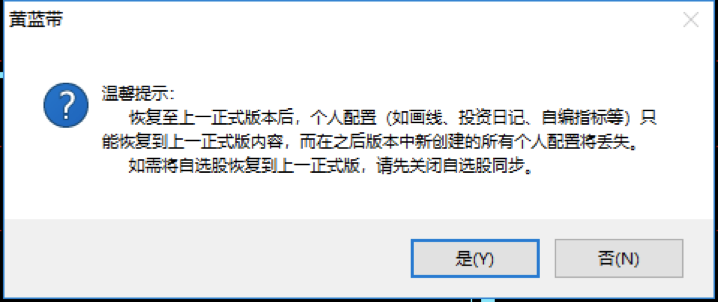 黄蓝带
温馨提示：
恢复至上一正式版本后，个人配置（如画线、投资日记、自编指标等）只
能恢复到上一正式版内容，而在之后版本中新创建的所有个人配置将丢失。
如需将自选股恢复到上一正式版，请先关闭自选股同步。
是(Y)
否(N)